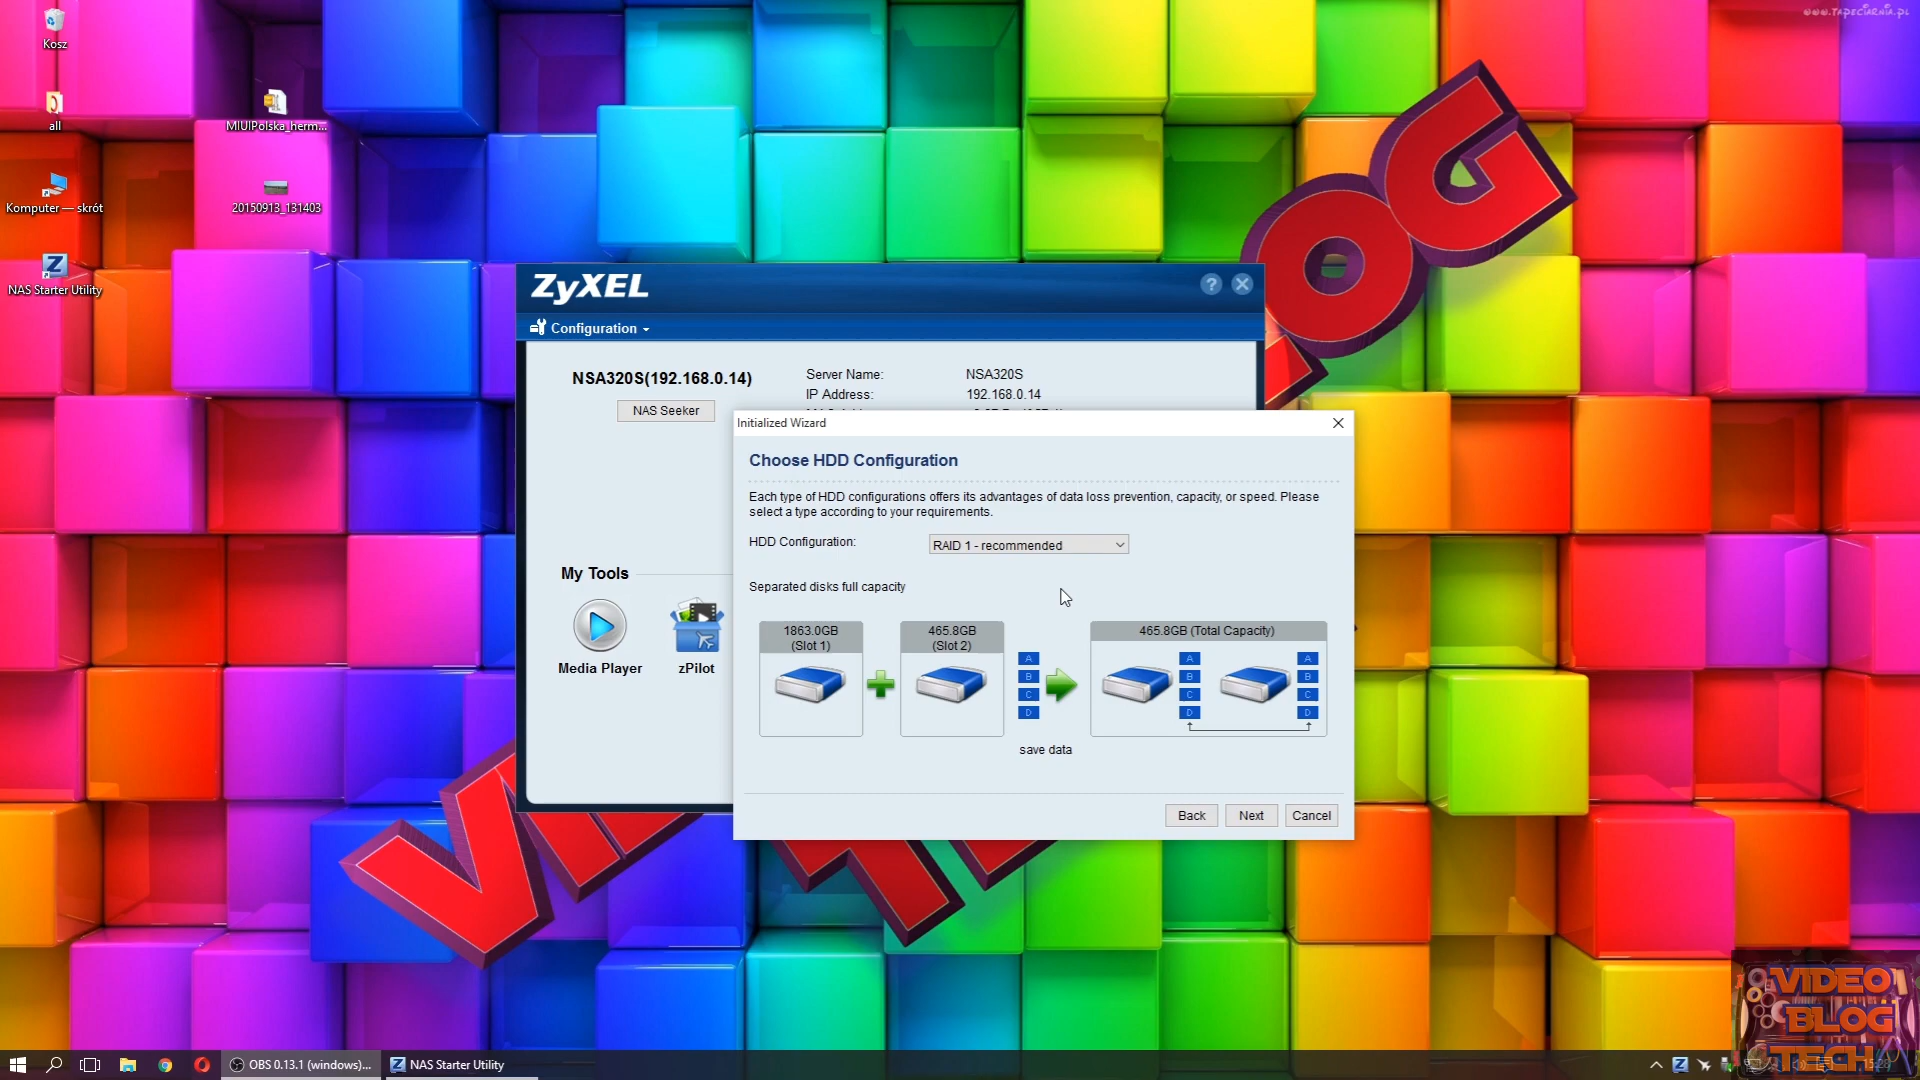 www.tapeciarnia.pl
Kosz
all
MIUIPolska_herm...
Komputer — skrót
20150913_131403
NAS Starter Utility
ZyXEL
?
Configuration
NSA320S(192.168.0.14)
NAS Seeker
Server Name:
NSA320S
IP Address:
192.168.0.14
Initialized Wizard
Choose HDD Configuration
Each type of HDD configurations offers its advantages of data loss prevention, capacity, or speed. Please
select a type according to your requirements.
HDD Configuration:
RAID 1 - recommended
Separated disks full capacity
1863.0GB
(Slot 1)
465.8GB
(Slot 2)
A
B
C
D
465.8GB (Total Capacity)
A
B
C
D
A
B
C
D
save data
Back
Next
Cancel
My Tools
Media Player
zPilot
VIDEO
BLOG
TECH
OBS 0.13.1 (windows)...
NAS Starter Utility